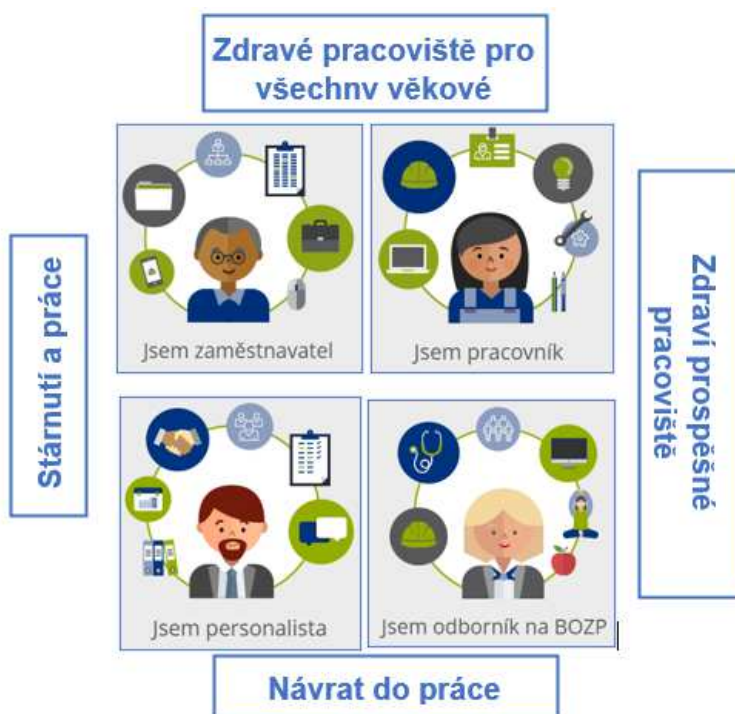 Zdravé pracoviště pro
všechny věkové
Stárnutí a práce
Jsem zaměstnavatel
Jsem pracovník
Zdraví prospěšné
pracoviště
Jsem personalista
Jsem odborník na BOZP
Návrat do práce